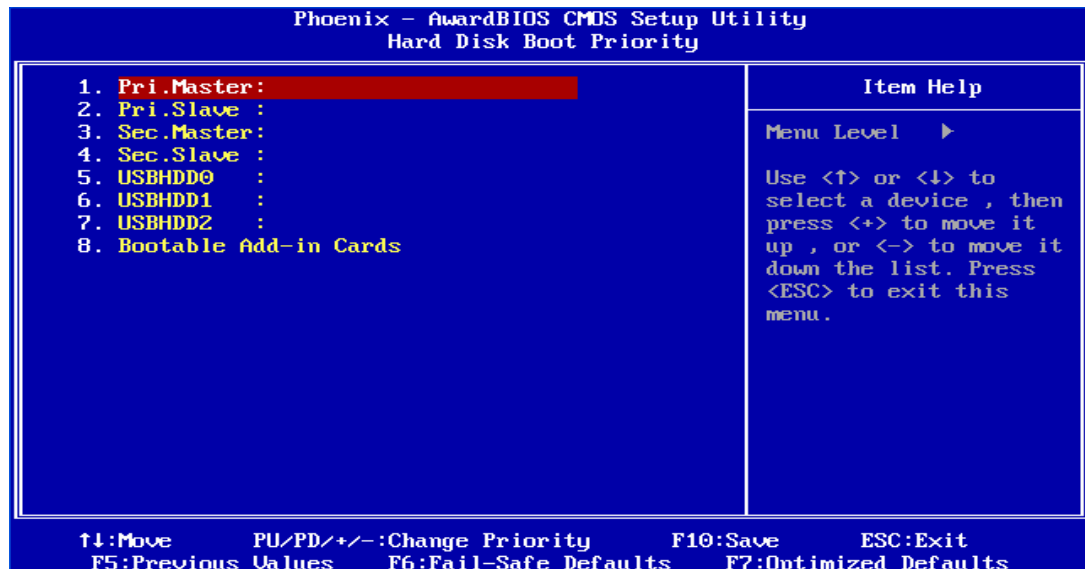 Phoenix - AwardBIOS CMOS Setup Utility
Hard Disk Boot Priority
1. Pri.Master:
2. Pri.Slave :
3. Sec.Master:
4. Sec.Slave :
5. USBHDD0 :
6. USBHDD1 :
7. USBHDD2 :
8. Bootable Add-in Cards
Item Help
Menu Level ▶
Use <↑> or <↓> to
select a device , then
press <+> to move it
up , or <-> to move it
down the list. Press
<ESC> to exit this
menu.
↑↓:Move PU/PD/+/-:Change Priority F10:Save ESC:Exit
F5:Previous Values F6:Fail-Safe Defaults F7:Optimized Defaults